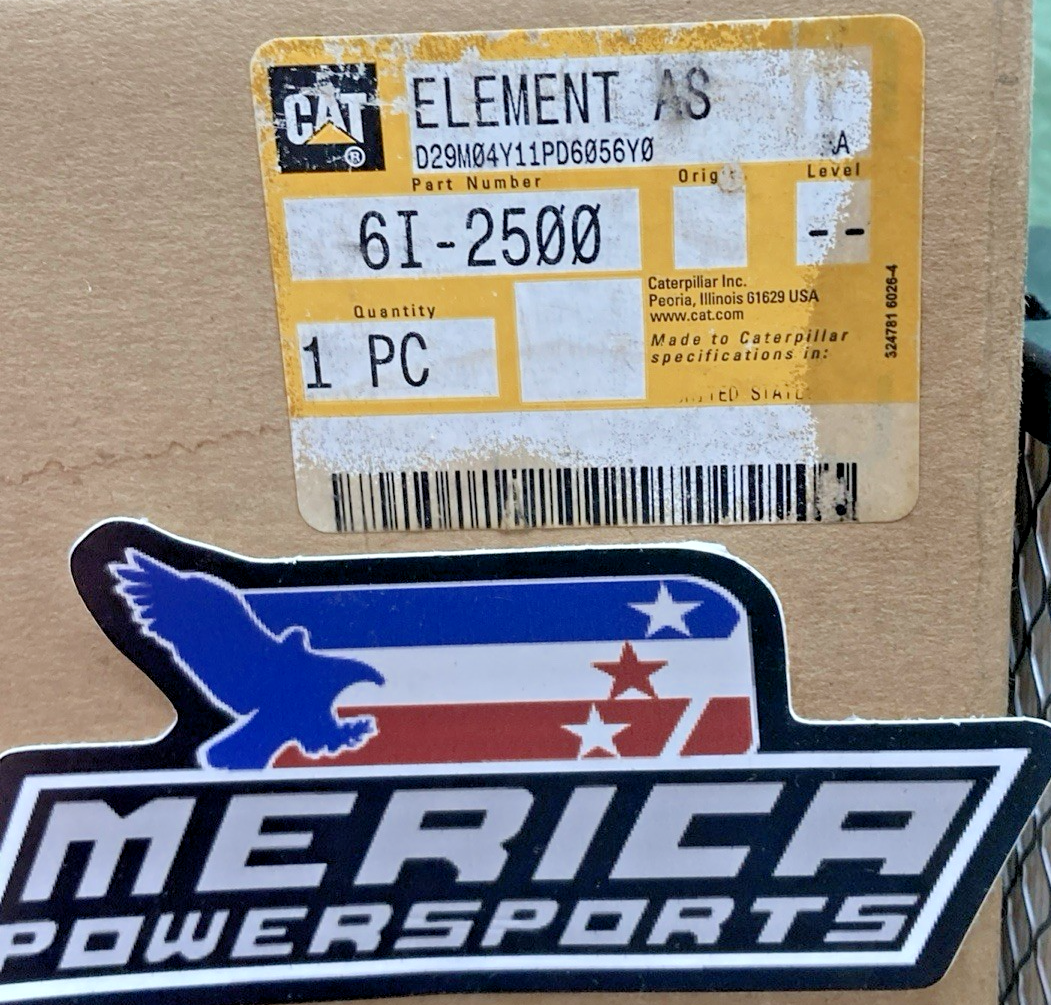 CAT®
ELEMENT AS
D29M04Y11PD6056Y0
A
Part Number
Level
6I-2500
--
Quantity
1 PC
Caterpillar Inc.
Peoria, Illinois 61629 USA
www.cat.com
Made to Caterpillar
specifications in:
324781 6026-4
MERICA
POWERSPORTS